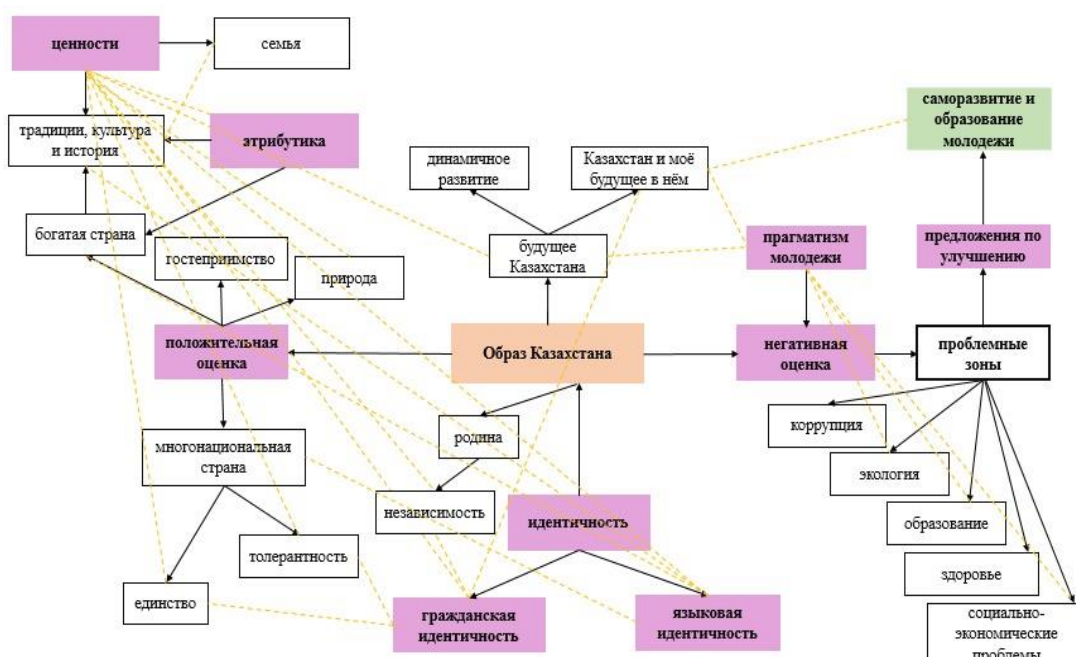 ценности
семья
традиции, культура
и история
атрибутика
саморазвитие и
образование
молодежи
динамичное
развитие
Казахстан и моё
будущее в нём
богатая страна
гостеприимство
природа
будущее
Казахстана
прагматизм
молодежи
предложения по
улучшению
положительная
оценка
Образ Казахстана
негативная
оценка
проблемные
зоны
многонациональная
страна
родина
коррупция
экология
независимость
идентичность
образование
толерантность
здоровье
единство
гражданская
идентичность
языковая
идентичность
социально-
экономические
проблемы